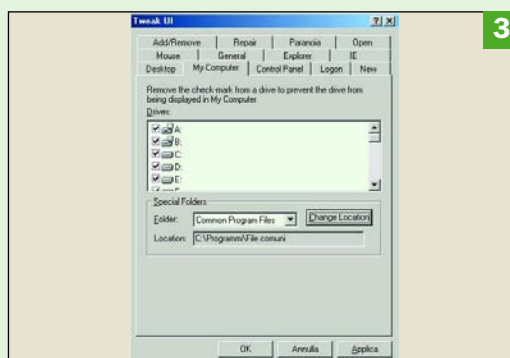 3
Tweak UI
Add/Remove Repair Paranoia Open
Mouse General Explorer IE
Desktop My Computer Control Panel Logon New
Remove the check mark from a drive to prevent the drive from
being displayed in My Computer
Drives:
A:
B:
C:
D:
E:
Special Folders
Folder: Common Program Files Change Location
Location: C:\Programmi\File comuni
OK Annulla Applica